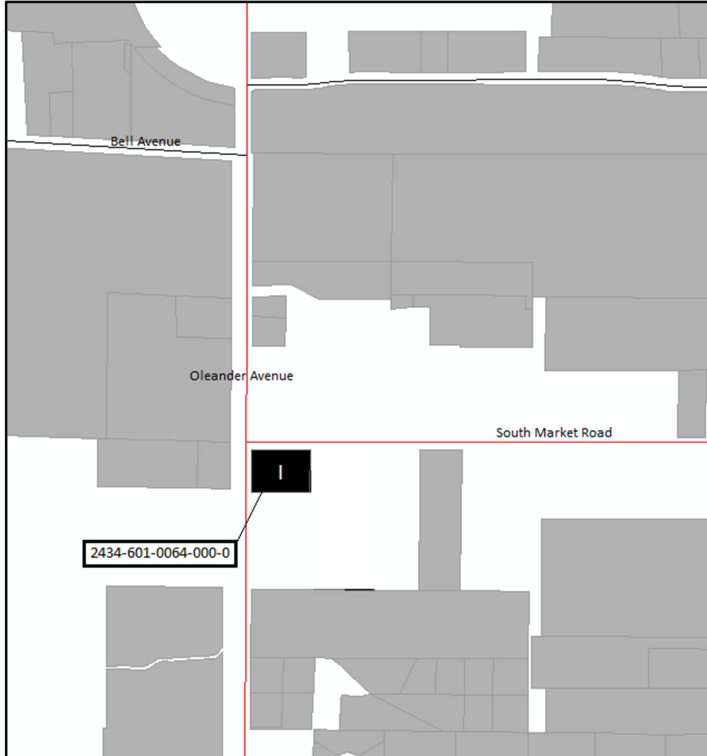 Bell Avenue
Oleander Avenue
South Market Road
I
2434-601-0064-000-0